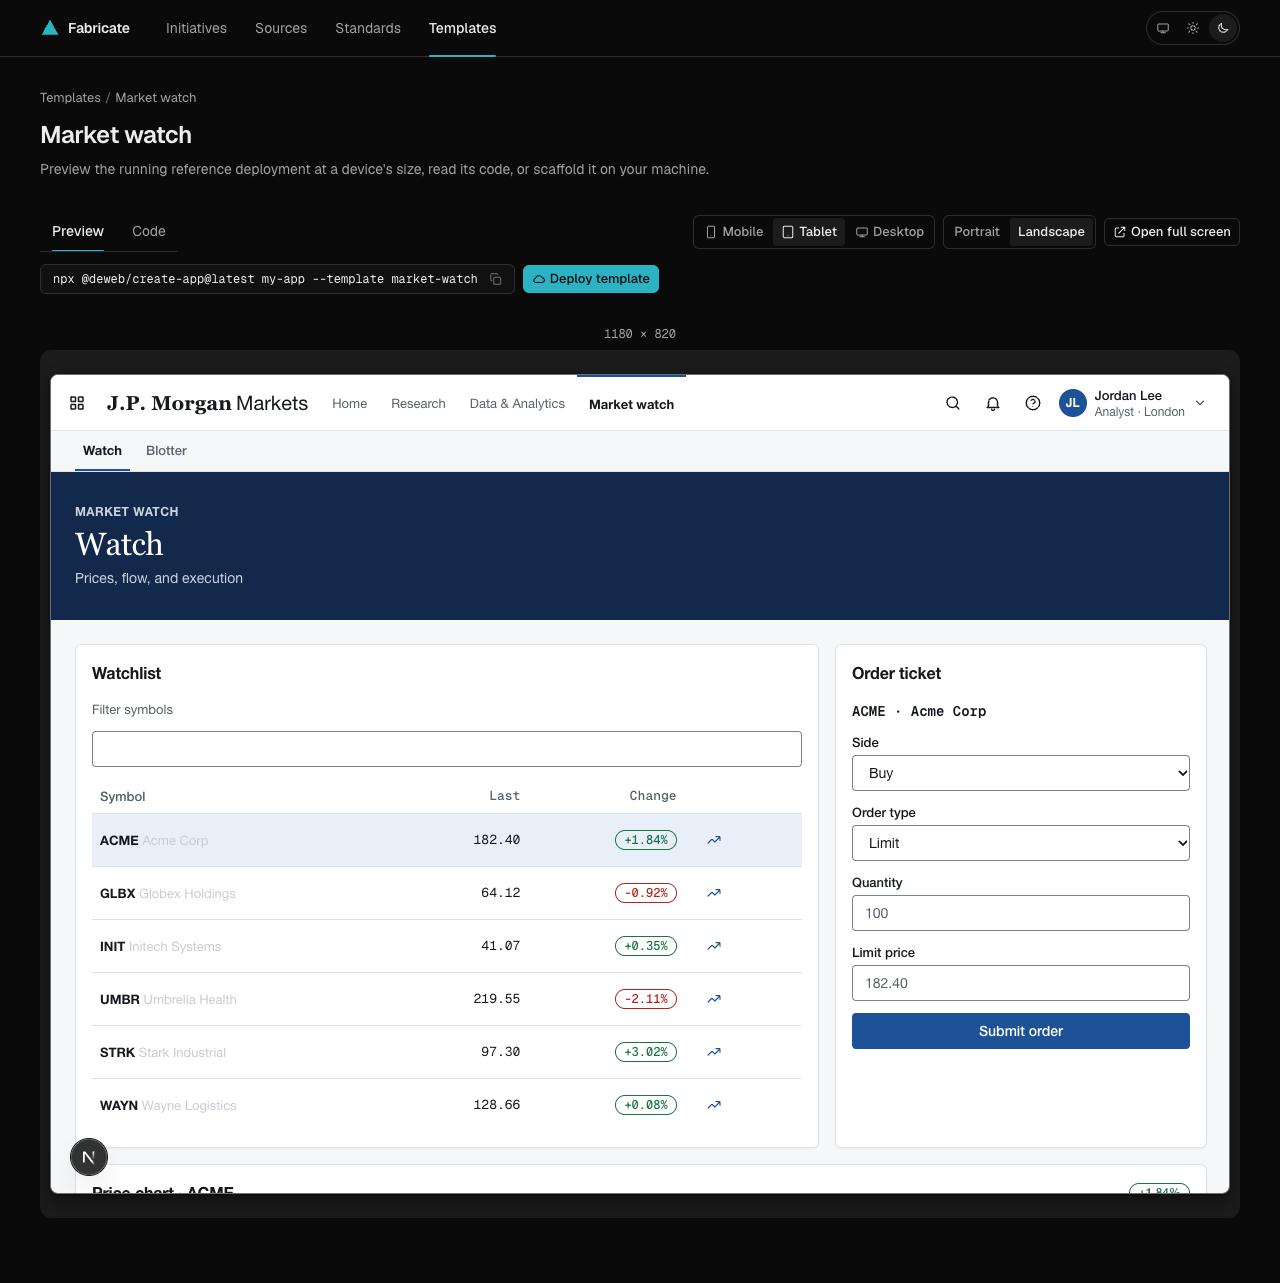 Fabricate Initiatives Sources Standards Templates
Templates / Market watch
Market watch
Preview the running reference deployment at a device's size, read its code, or scaffold it on your machine.
Preview Code Mobile Tablet Desktop Portrait Landscape Open full screen
npx @deweb/create-app@latest my-app --template market-watch Deploy template
1180 × 820
J.P. Morgan Markets Home Research Data & Analytics Market watch JL Jordan Lee
Analyst · London
Watch Blotter
MARKET WATCH
Watch
Prices, flow, and execution
Watchlist
Filter symbols
Symbol Last Change
ACME Acme Corp 182.40 +1.84%
GLBX Globex Holdings 64.12 -0.92%
INIT Initech Systems 41.07 +0.35%
UMBR Umbrella Health 219.55 -2.11%
STRK Stark Industrial 97.30 +3.02%
WAYN Wayne Logistics 128.66 +0.08%
Order ticket
ACME · Acme Corp
Side
Buy
Order type
Limit
Quantity
100
Limit price
182.40
Submit order
N
Price chart · ACME +1.84%